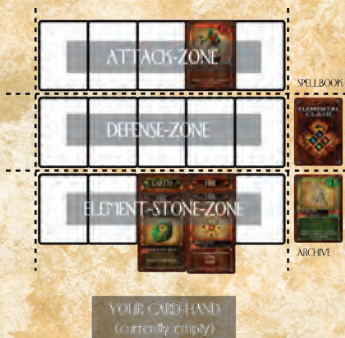 ATTACK-ZONE
SPELLBOOK
DEFENSE-ZONE
ELEMENTAL
CLASH
EARTH
FIRE
ELEMENT-STONE-ZONE
ARCHIVE
YOUR CARD-HAND
(currently empty)